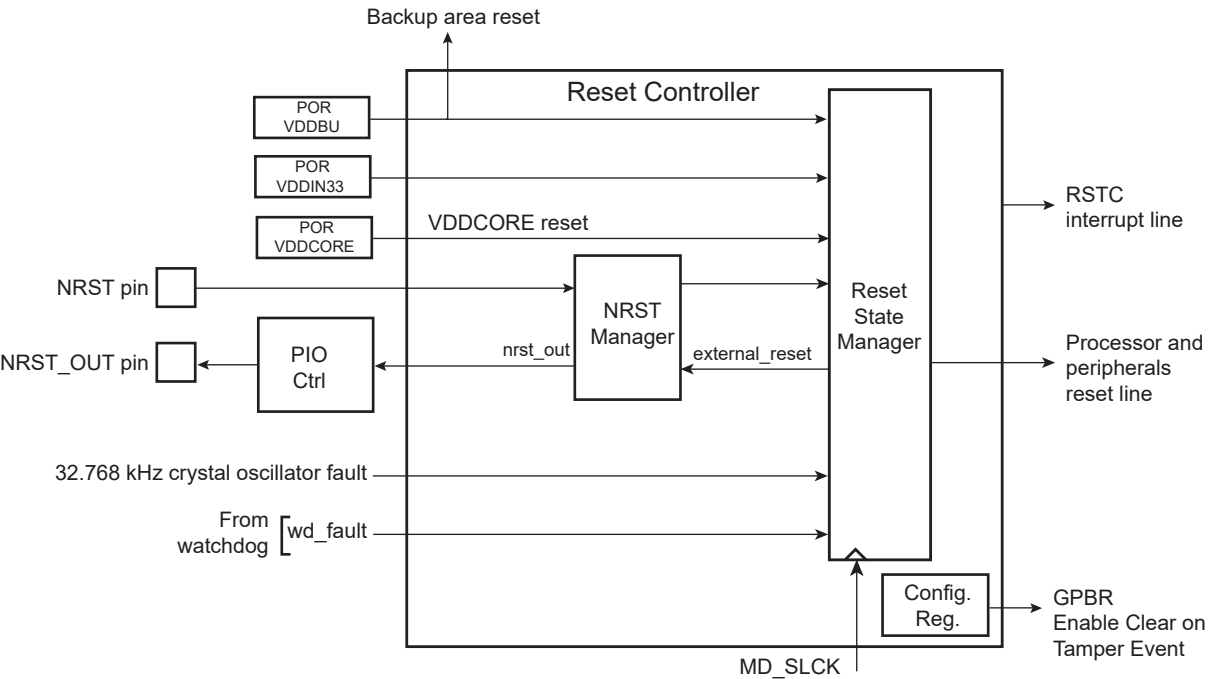 Backup area reset
Reset Controller
POR
VDDBU
POR
VDDIN33
POR
VDDCORE
VDDCORE reset
RSTC
interrupt line
NRST pin
NRST
Manager
Reset
State
Manager
NRST_OUT pin
PIO
Ctrl
nrst_out
external_reset
Processor and
peripherals
reset line
32.768 kHz crystal oscillator fault
From
watchdog
wd_fault
Config.
Reg.
GPBR
Enable Clear on
Tamper Event
MD_SLCK